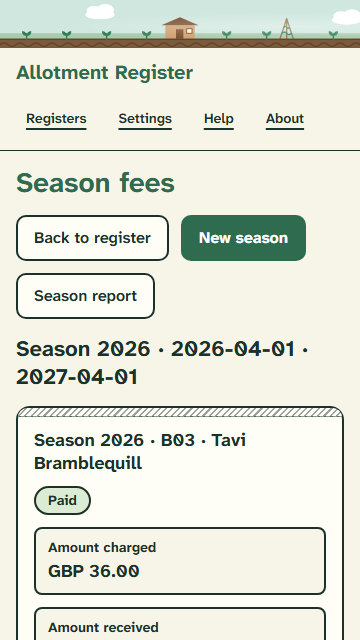 Allotment Register
Registers Settings Help About
Season fees
Back to register New season
Season report
Season 2026 · 2026-04-01 ·
2027-04-01
Season 2026 · B03 · Tavi
Bramblequill
Paid
Amount charged
GBP 36.00
Amount received